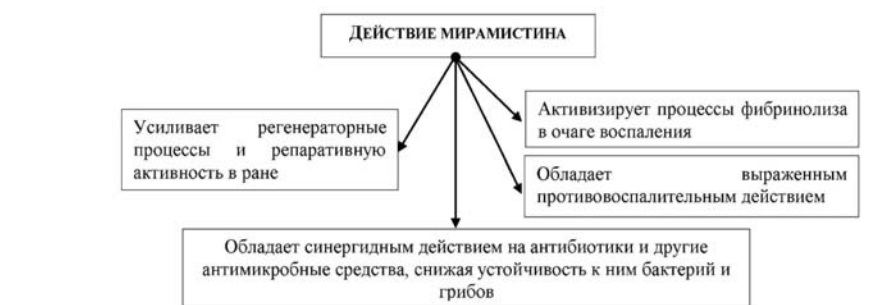 ДЕЙСТВИЕ МИРАМИСТИНА
Усиливает регенераторные
процессы и репаративную
активность в ране
Активизирует процессы фибринолиза
в очаге воспаления
Обладает выраженным
противовоспалительным действием
Обладает синергидным действием на антибиотики и другие
антимикробные средства, снижая устойчивость к ним бактерий и
грибов